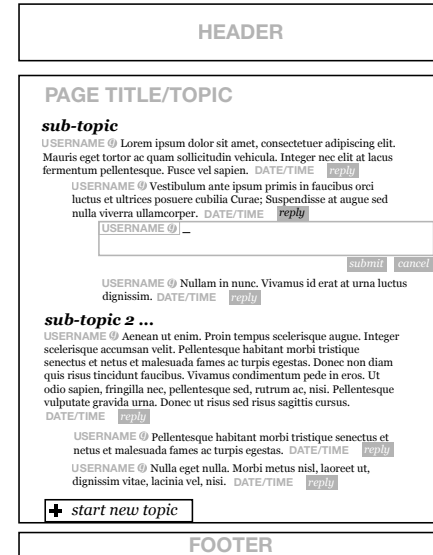 HEADER
PAGE TITLE/TOPIC
sub-topic
USERNAME Lorem ipsum dolor sit amet, consectetuer adipiscing elit.
Mauris eget tortor ac quam sollicitudin vehicula. Integer nec elit at lacus
fermentum pellentesque. Fusce vel sapien. DATE/TIME reply
USERNAME Vestibulum ante ipsum primis in faucibus orci
luctus et ultrices posuere cubilia Curae; Suspendisse at augue sed
nulla viverra ullamcorper. DATE/TIME reply
USERNAME _
submit cancel
USERNAME Nullam in nunc. Vivamus id erat at urna luctus
dignissim. DATE/TIME reply
sub-topic 2 ...
USERNAME Aenean ut enim. Proin tempus scelerisque augue. Integer
scelerisque accumsan velit. Pellentesque habitant morbi tristique
senectus et netus et malesuada fames ac turpis egestas. Donec non diam
quis risus tincidunt faucibus. Vivamus condimentum pede in eros. Ut
odio sapien, fringilla nec, pellentesque sed, rutrum ac, nisi. Pellentesque
vulputate gravida urna. Donec ut risus sed risus sagittis cursus.
DATE/TIME reply
USERNAME Pellentesque habitant morbi tristique senectus et
netus et malesuada fames ac turpis egestas. DATE/TIME reply
USERNAME Nulla eget nulla. Morbi metus nisl, laoreet ut,
dignissim vitae, lacinia vel, nisi. DATE/TIME reply
+ start new topic
FOOTER